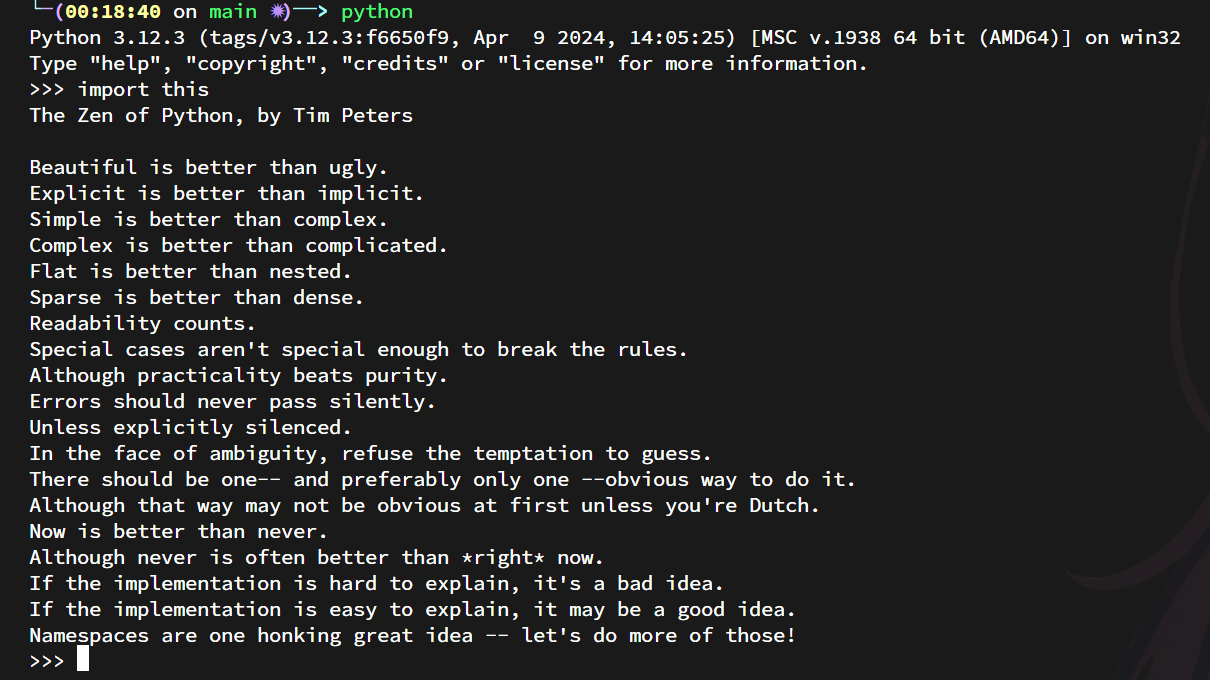 └─(00:18:40 on main ✹)──> python
Python 3.12.3 (tags/v3.12.3:f6650f9, Apr  9 2024, 14:05:25) [MSC v.1938 64 bit (AMD64)] on win32
Type "help", "copyright", "credits" or "license" for more information.
>>> import this
The Zen of Python, by Tim Peters

Beautiful is better than ugly.
Explicit is better than implicit.
Simple is better than complex.
Complex is better than complicated.
Flat is better than nested.
Sparse is better than dense.
Readability counts.
Special cases aren't special enough to break the rules.
Although practicality beats purity.
Errors should never pass silently.
Unless explicitly silenced.
In the face of ambiguity, refuse the temptation to guess.
There should be one-- and preferably only one --obvious way to do it.
Although that way may not be obvious at first unless you're Dutch.
Now is better than never.
Although never is often better than *right* now.
If the implementation is hard to explain, it's a bad idea.
If the implementation is easy to explain, it may be a good idea.
Namespaces are one honking great idea -- let's do more of those!
>>>